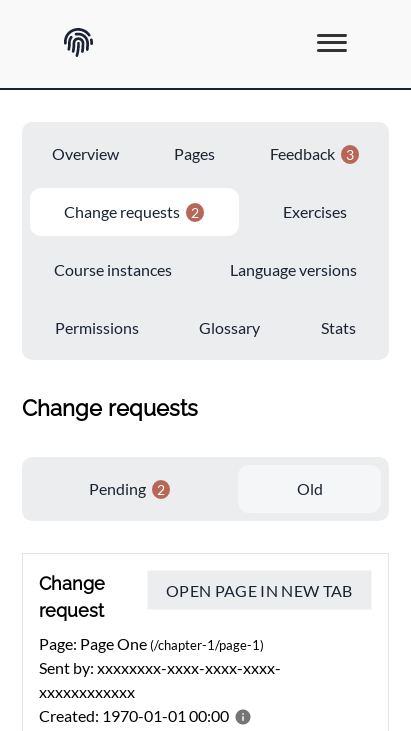 Overview Pages Feedback 3
Change requests 2 Exercises
Course instances Language versions
Permissions Glossary Stats
Change requests
Pending 2 Old
Change request
OPEN PAGE IN NEW TAB
Page: Page One (/chapter-1/page-1)
Sent by: xxxxxxxx-xxxx-xxxx-xxxx-
xxxxxxxxxxxx
Created: 1970-01-01 00:00